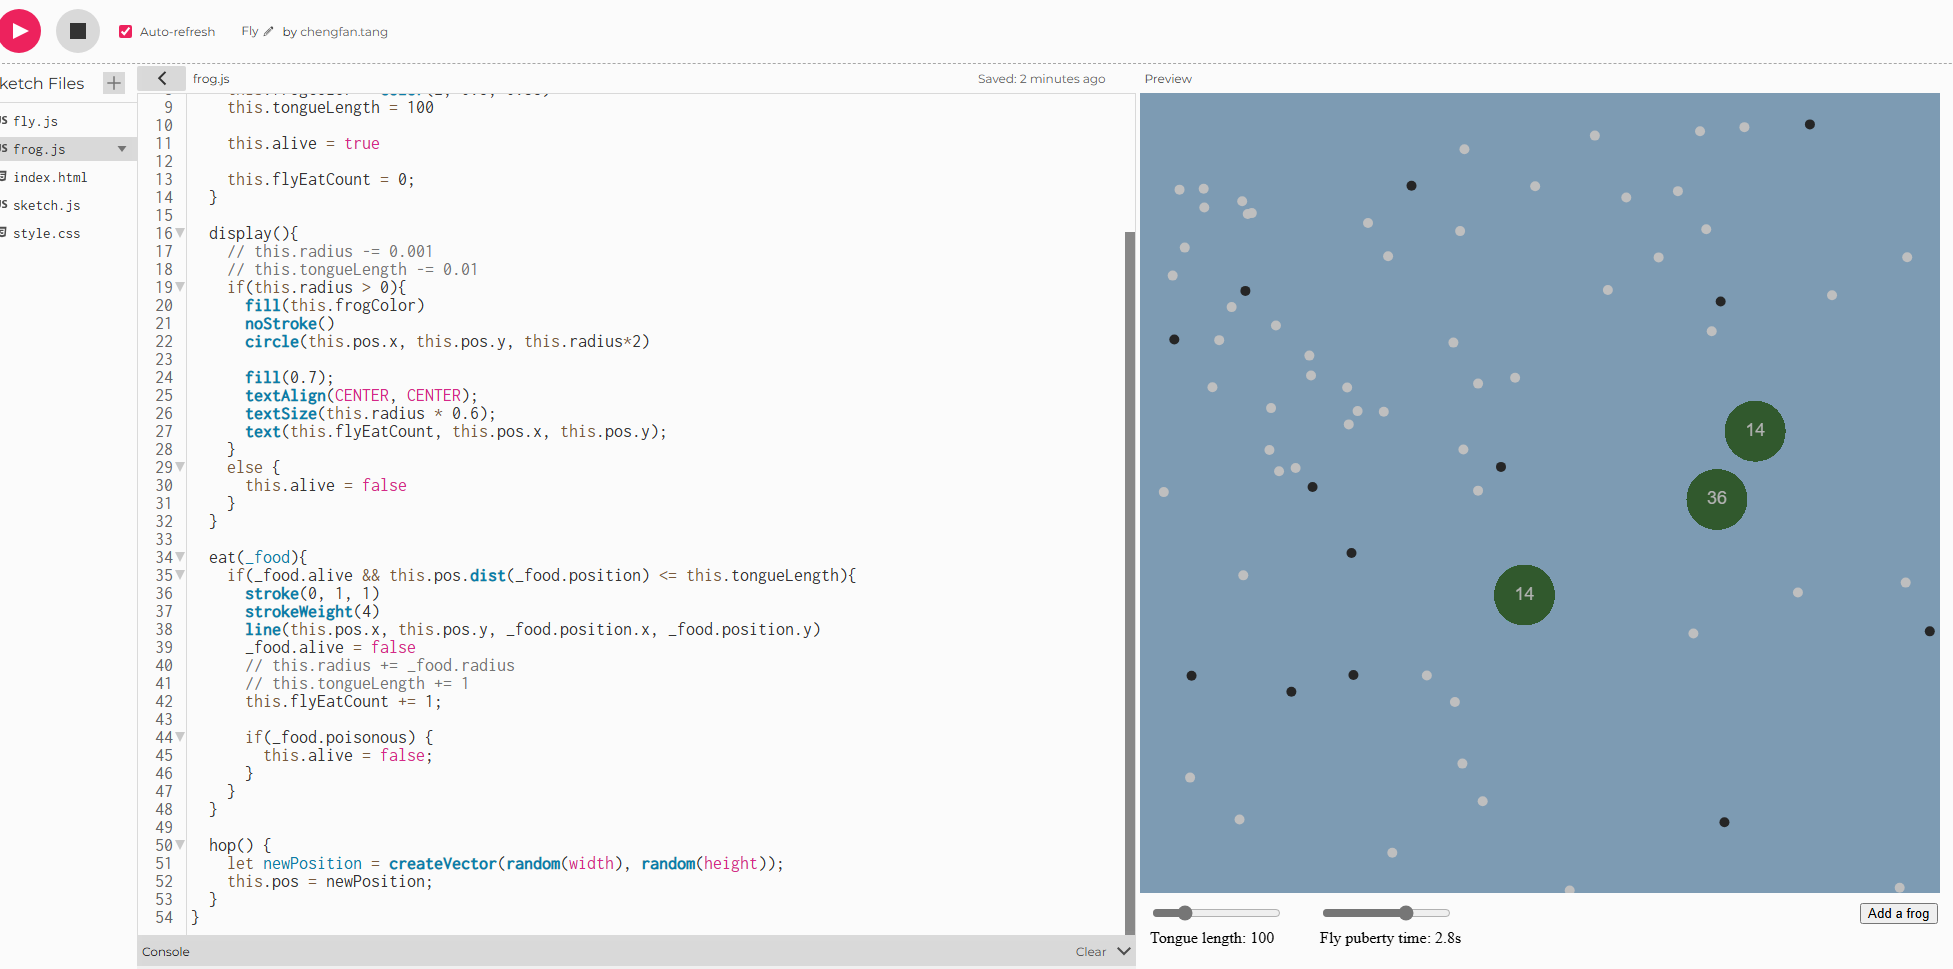 Auto-refresh
Fly
by chengfan.tang
ketch Files
frog.js
Saved: 2 minutes ago
Preview
JS fly.js
JS frog.js
index.html
JS sketch.js
style.css
9 this.tongueLength = 100
10
11 this.alive = true
12
13 this.flyEatCount = 0;
14 }
15
16 display(){
17 // this.radius -= 0.001
18 // this.tongueLength -= 0.01
19 if(this.radius > 0){
20 fill(this.frogColor)
21 noStroke()
22 circle(this.pos.x, this.pos.y, this.radius*2)
23
24 fill(0.7);
25 textAlign(CENTER, CENTER);
26 textSize(this.radius * 0.6);
27 text(this.flyEatCount, this.pos.x, this.pos.y);
28 }
29 else {
30 this.alive = false
31 }
32 }
33
34 eat(_food){
35 if(_food.alive && this.pos.dist(_food.position) <= this.tongueLength){
36 stroke(0, 1, 1)
37 strokeWeight(4)
38 line(this.pos.x, this.pos.y, _food.position.x, _food.position.y)
39 _food.alive = false
40 // this.radius += _food.radius
41 // this.tongueLength += 1
42 this.flyEatCount += 1;
43
44 if(_food.poisonous) {
45 this.alive = false;
46 }
47 }
48 }
49
50 hop() {
51 let newPosition = createVector(random(width), random(height));
52 this.pos = newPosition;
53 }
54 }
Console
Clear
14
36
14
Tongue length: 100
Fly puberty time: 2.8s
Add a frog